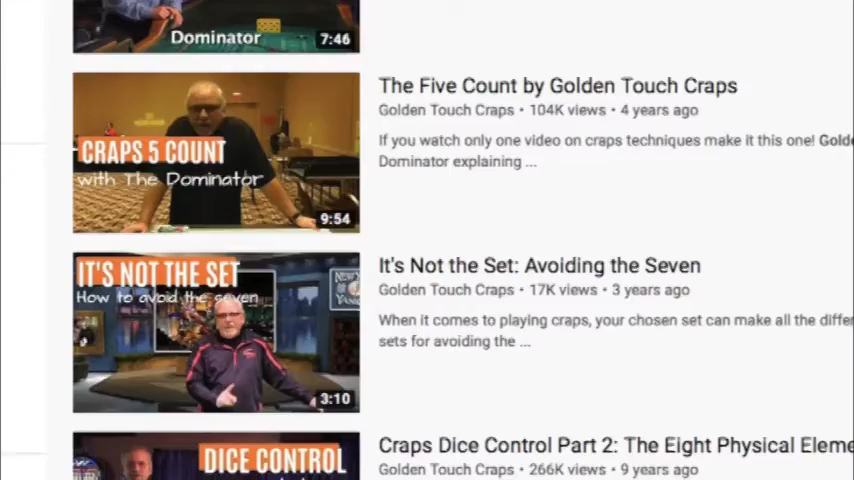 Dominator
7:46
CRAPS 5 COUNT
with The Dominator
9:54
The Five Count by Golden Touch Craps
Golden Touch Craps • 104K views • 4 years ago
If you watch only one video on craps techniques make it this one! Golde
Dominator explaining ...
IT'S NOT THE SET
How to avoid the seven
NEW Y
YAN
3:10
It's Not the Set: Avoiding the Seven
Golden Touch Craps • 17K views • 3 years ago
When it comes to playing craps, your chosen set can make all the differ
sets for avoiding the ...
DICE CONTROL
Craps Dice Control Part 2: The Eight Physical Eleme
Golden Touch Craps • 266K views • 9 years ago